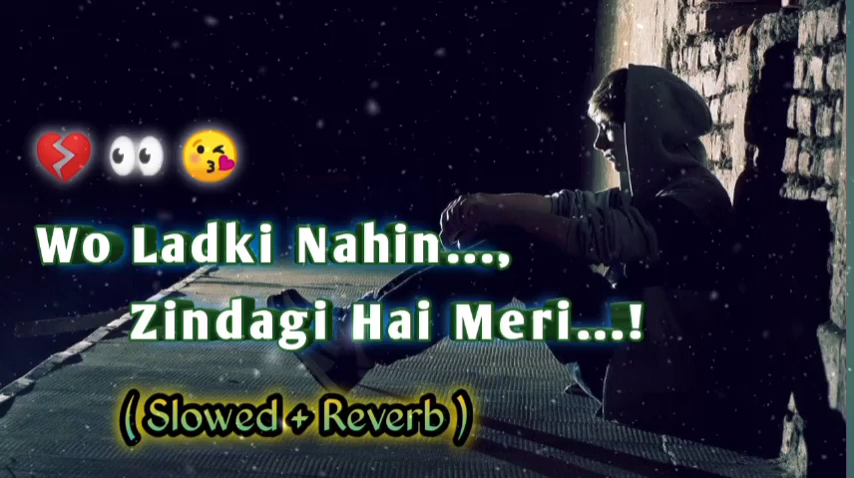 💔 👀 😘
Wo Ladki Nahin...,
Zindagi Hai Meri...!
( Slowed + Reverb )